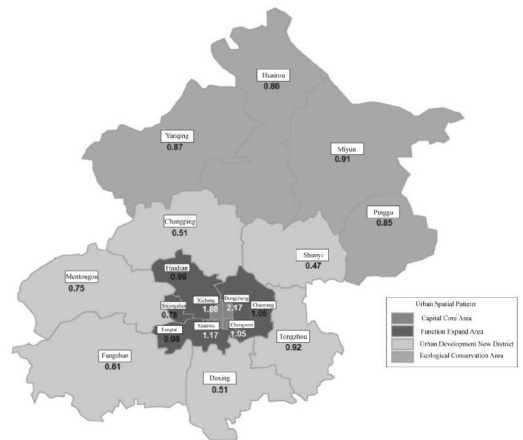 Huairou
0.86
Yanqing
0.87
Miyun
0.91
Pinggu
0.85
Changping
0.51
Shunyi
0.47
Haidian
0.99
Mentougou
0.75
Xicheng
1.88
Dongcheng
2.17
Chaoyang
1.05
Shijingshan
0.78
Fengtai
0.98
Xuanwu
1.17
Chongwen
1.05
Tongzhou
0.92
Fangshan
0.61
Daxing
0.51
Urban Spatial Pattern
Capital Core Area
Function Expand Area
Urban Development New District
Ecological Conservation Area